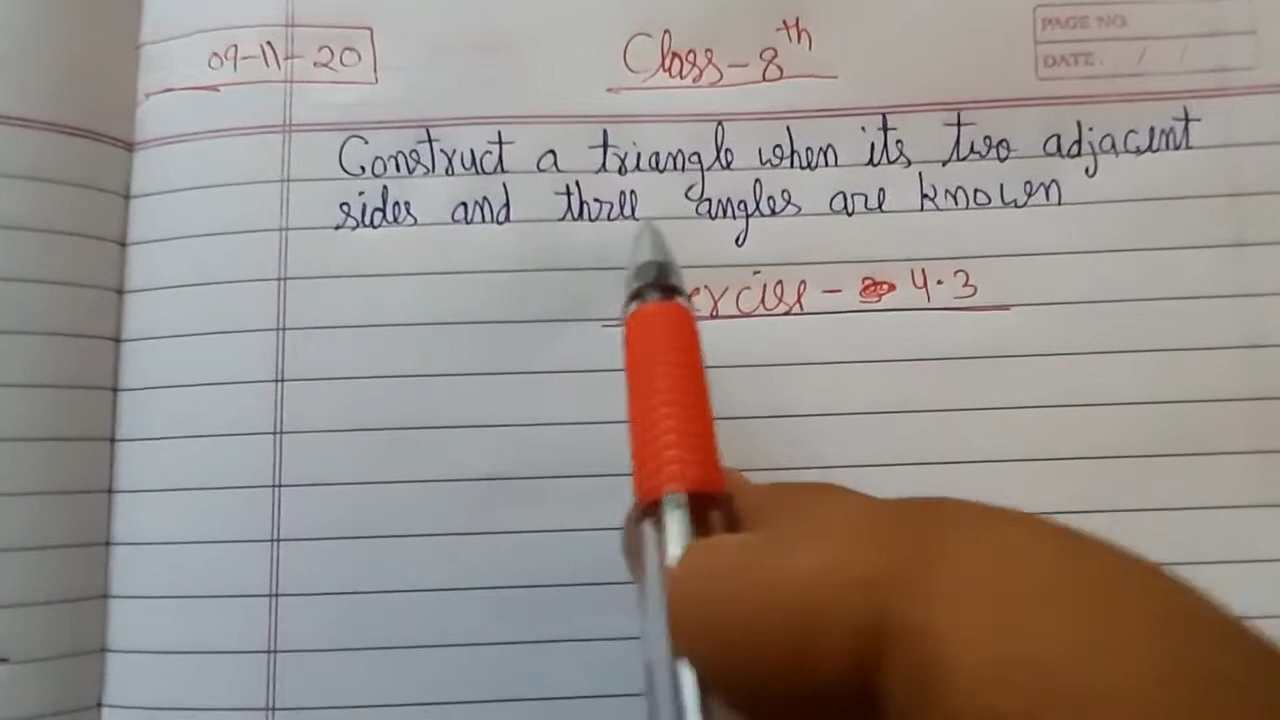 09-11-20
Class-8th
PAGE NO.
DATE: / /
Construct a triangle when its two adjacent
sides and three angles are known
4.3